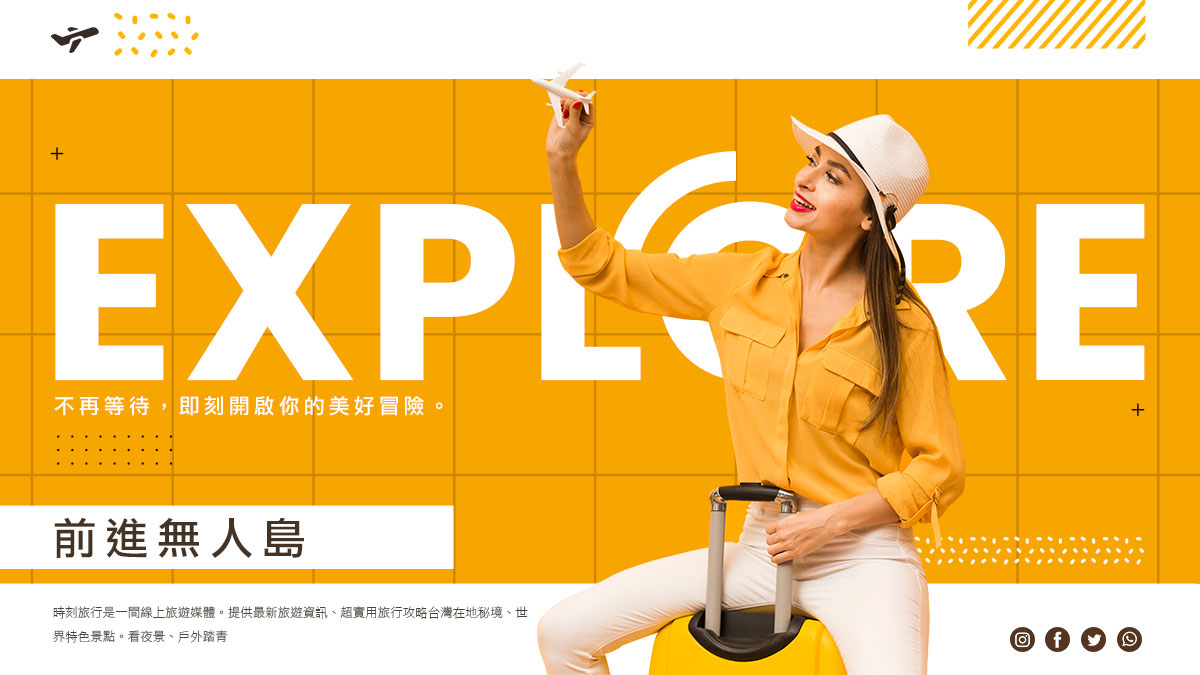 EXPLORE
不再等待，即刻開啟你的美好冒險。
前進無人島
時刻旅行是一間線上旅遊媒體。提供最新旅遊資訊、超實用旅行攻略台灣在地秘境、世
界特色景點。看夜景、戶外踏青